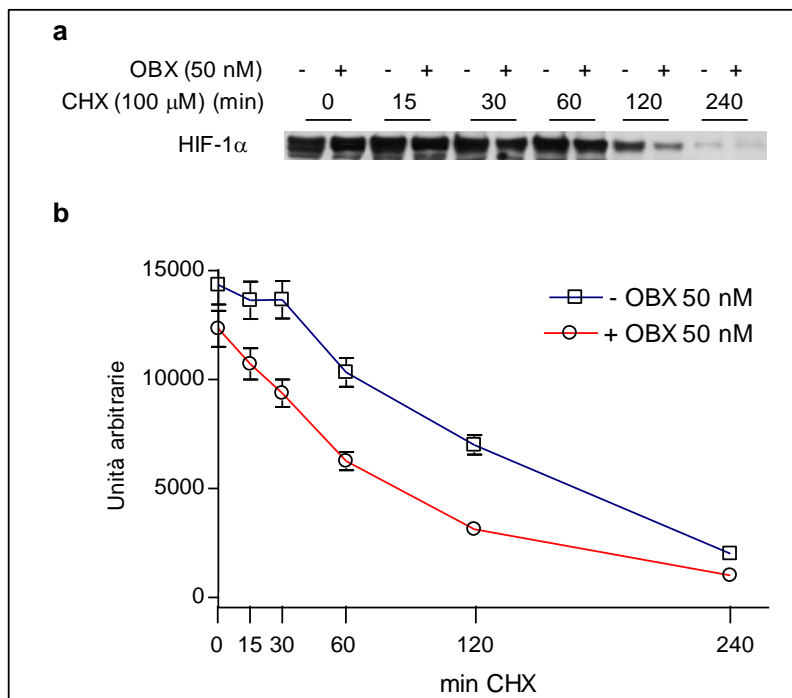 a
OBX (50 nM) - + - + - + - + - + - +
CHX (100 µM) (min) 0 15 30 60 120 240
HIF-1α
b
15000
10000
5000
0
Unità arbitrarie
- OBX 50 nM
+ OBX 50 nM
0 15 30 60 120 240
min CHX